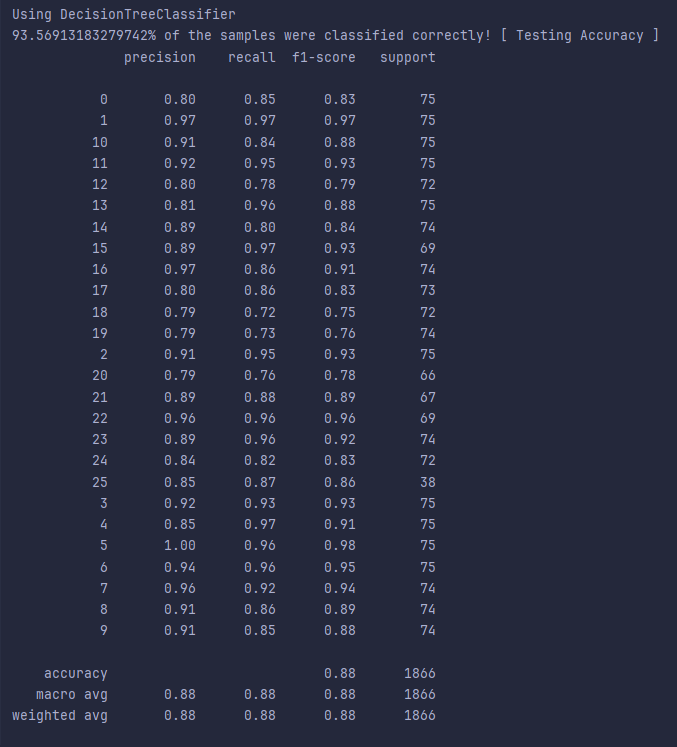 Using DecisionTreeClassifier
93.56913183279742% of the samples were classified correctly! [ Testing Accuracy ]
precision recall f1-score support
0 0.80 0.85 0.83 75
1 0.97 0.97 0.97 75
10 0.91 0.84 0.88 75
11 0.92 0.95 0.93 75
12 0.80 0.78 0.79 72
13 0.81 0.96 0.88 75
14 0.89 0.80 0.84 74
15 0.89 0.97 0.93 69
16 0.97 0.86 0.91 74
17 0.80 0.86 0.83 73
18 0.79 0.72 0.75 72
19 0.79 0.73 0.76 74
2 0.91 0.95 0.93 75
20 0.79 0.76 0.78 66
21 0.89 0.88 0.89 67
22 0.96 0.96 0.96 69
23 0.89 0.96 0.92 74
24 0.84 0.82 0.83 72
25 0.85 0.87 0.86 38
3 0.92 0.93 0.93 75
4 0.85 0.97 0.91 75
5 1.00 0.96 0.98 75
6 0.94 0.96 0.95 75
7 0.96 0.92 0.94 74
8 0.91 0.86 0.89 74
9 0.91 0.85 0.88 74
accuracy 0.88 1866
macro avg 0.88 0.88 0.88 1866
weighted avg 0.88 0.88 0.88 1866